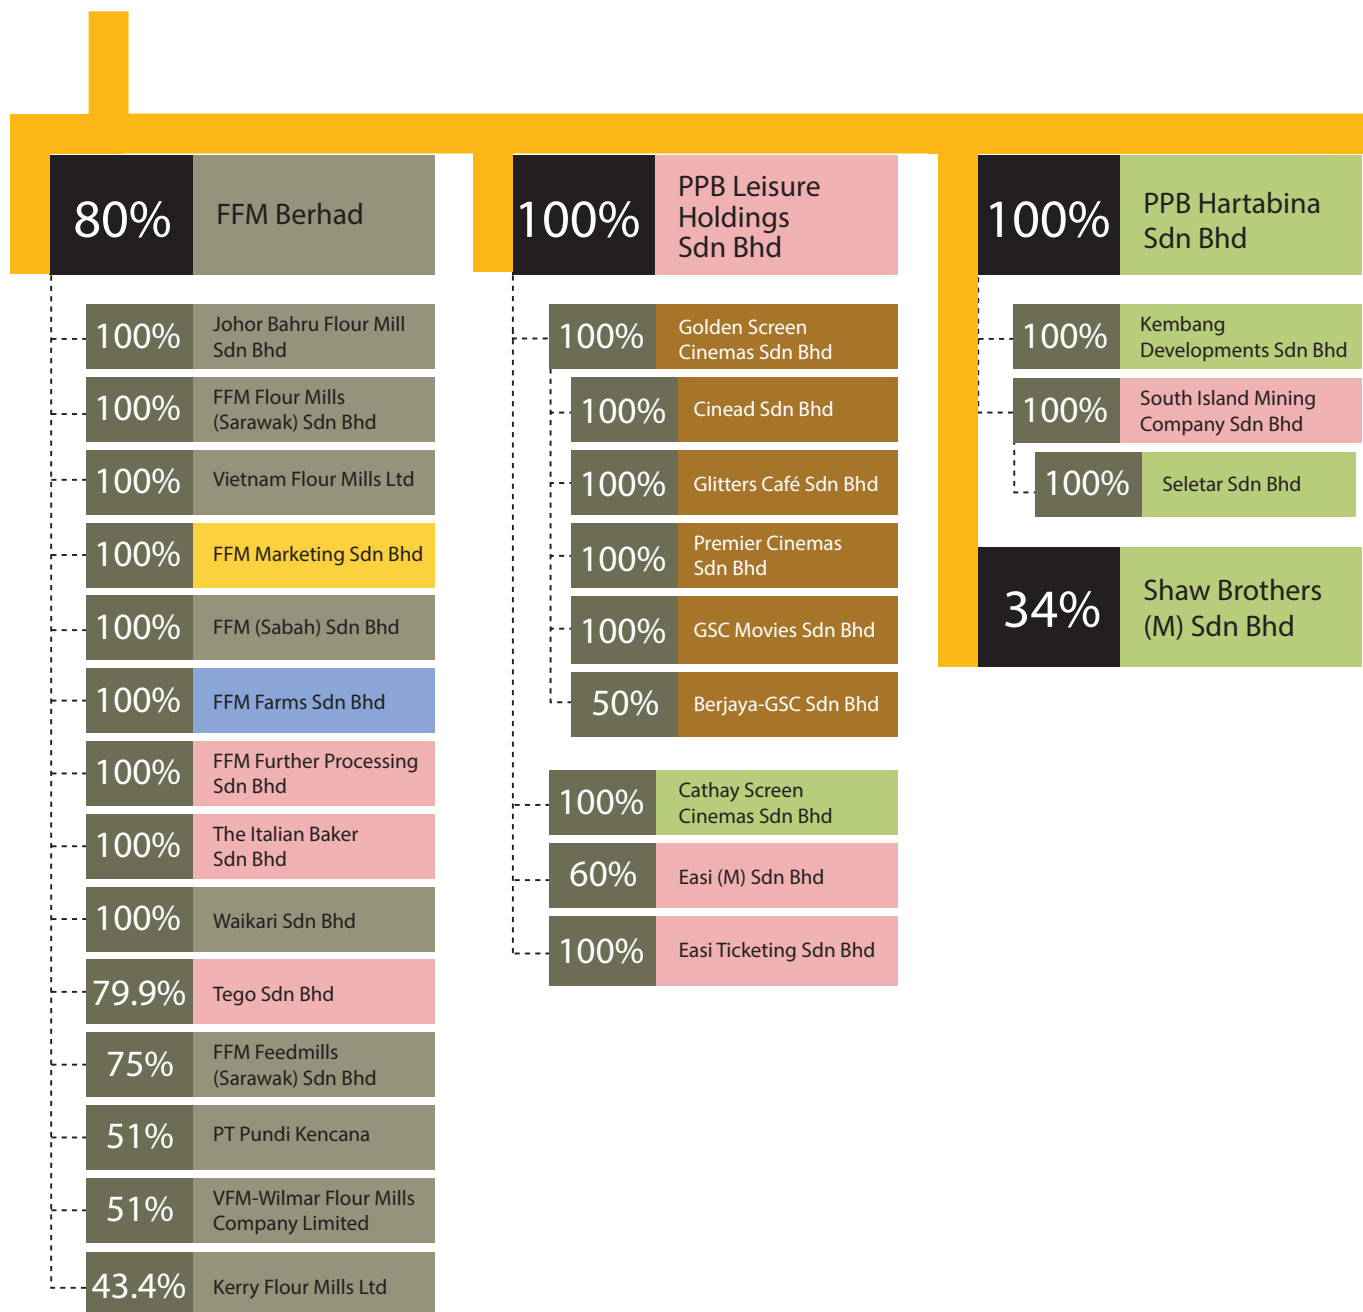 80%
FFM Berhad
100%
Johor Bahru Flour Mill
Sdn Bhd
100%
FFM Flour Mills
(Sarawak) Sdn Bhd
100%
Vietnam Flour Mills Ltd
100%
FFM Marketing Sdn Bhd
100%
FFM (Sabah) Sdn Bhd
100%
FFM Farms Sdn Bhd
100%
FFM Further Processing
Sdn Bhd
100%
The Italian Baker
Sdn Bhd
100%
Waikari Sdn Bhd
79.9%
Tego Sdn Bhd
75%
FFM Feedmills
(Sarawak) Sdn Bhd
51%
PT Pundi Kencana
51%
VFM-Wilmar Flour Mills
Company Limited
43.4%
Kerry Flour Mills Ltd
100%
PPB Leisure
Holdings
Sdn Bhd
100%
Golden Screen
Cinemas Sdn Bhd
100%
Cinead Sdn Bhd
100%
Glitters Café Sdn Bhd
100%
Premier Cinemas
Sdn Bhd
100%
GSC Movies Sdn Bhd
50%
Berjaya-GSC Sdn Bhd
100%
Cathay Screen
Cinemas Sdn Bhd
60%
Easi (M) Sdn Bhd
100%
Easi Ticketing Sdn Bhd
100%
PPB Hartabina
Sdn Bhd
100%
Kembang
Developments Sdn Bhd
100%
South Island Mining
Company Sdn Bhd
100%
Seletar Sdn Bhd
34%
Shaw Brothers
(M) Sdn Bhd